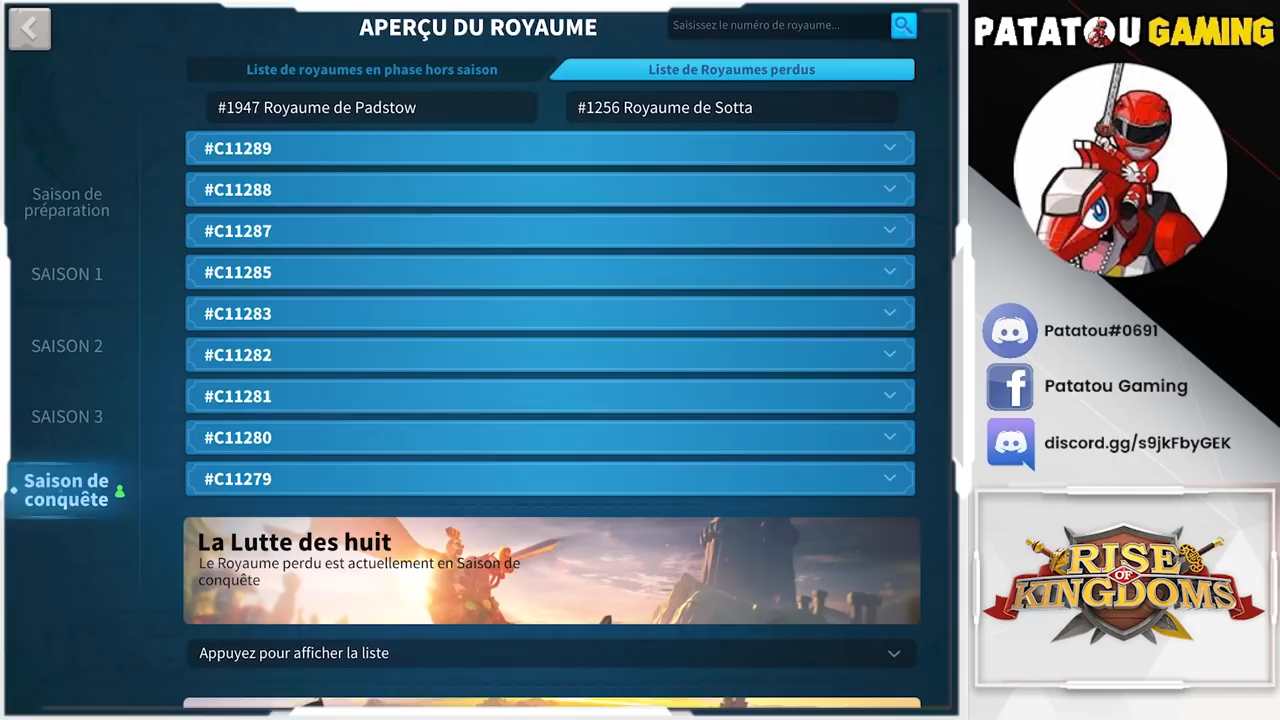 APERÇU DU ROYAUME
Saisissez le numéro de royaume...
Liste de royaumes en phase hors saison
Liste de Royaumes perdus
#1947 Royaume de Padstow
#1256 Royaume de Sotta
#C11289
#C11288
#C11287
#C11285
#C11283
#C11282
#C11281
#C11280
#C11279
Saison de
préparation
SAISON 1
SAISON 2
SAISON 3
Saison de
conquête
La Lutte des huit
Le Royaume perdu est actuellement en Saison de
conquête
Appuyez pour afficher la liste
PATATOU GAMING
Patatou#0691
Patatou Gaming
discord.gg/s9jkFbyGEK
RISE
OF
KINGDOMS